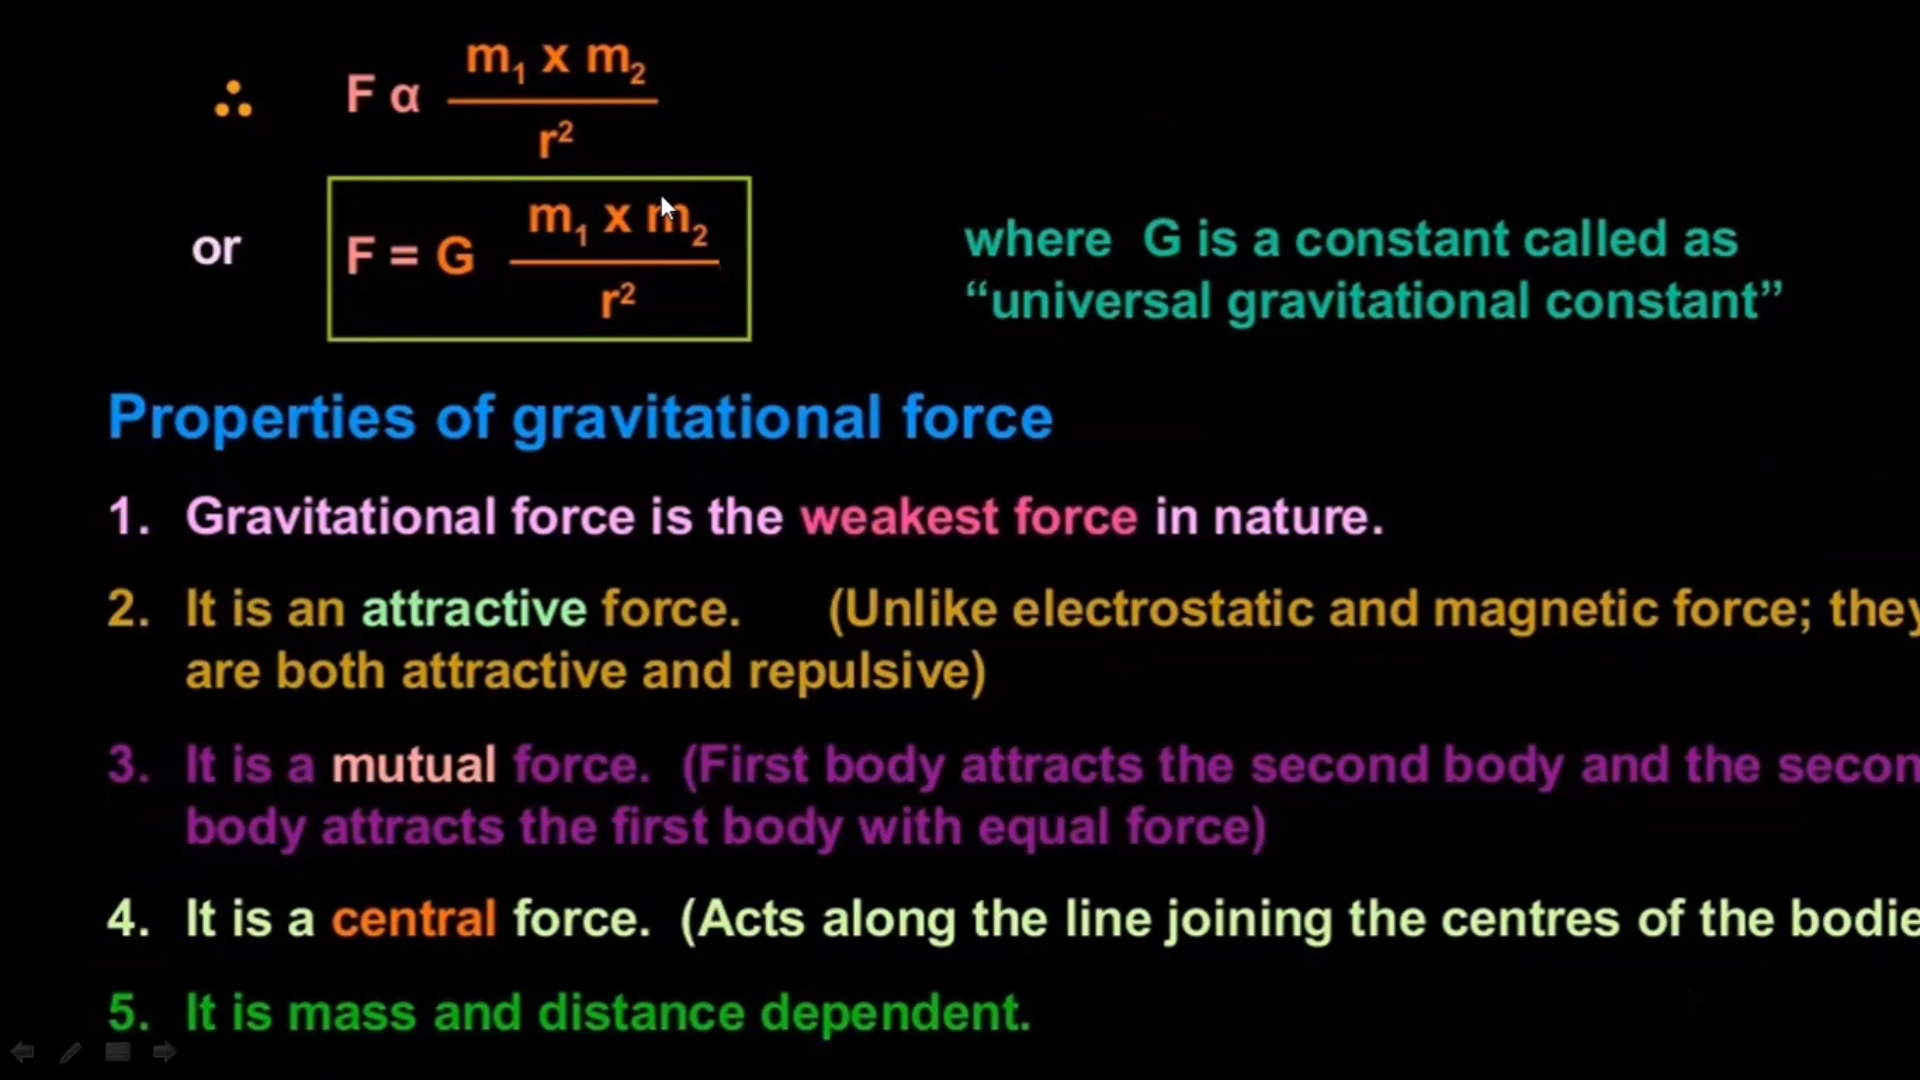 ∴ F α m₁ x m₂ / r²
or F = G m₁ x m₂ / r²
where G is a constant called as
“universal gravitational constant”
Properties of gravitational force
1. Gravitational force is the weakest force in nature.
2. It is an attractive force. (Unlike electrostatic and magnetic force; they
are both attractive and repulsive)
3. It is a mutual force. (First body attracts the second body and the secon
body attracts the first body with equal force)
4. It is a central force. (Acts along the line joining the centres of the bodie
5. It is mass and distance dependent.